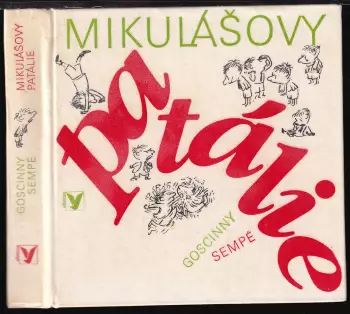 MIKULÁŠOVY
PATÁLIE
GOSCINNY
SEMPÉ
MIKULÁŠOVY
patálie
GOSCINNY
SEMPÉ